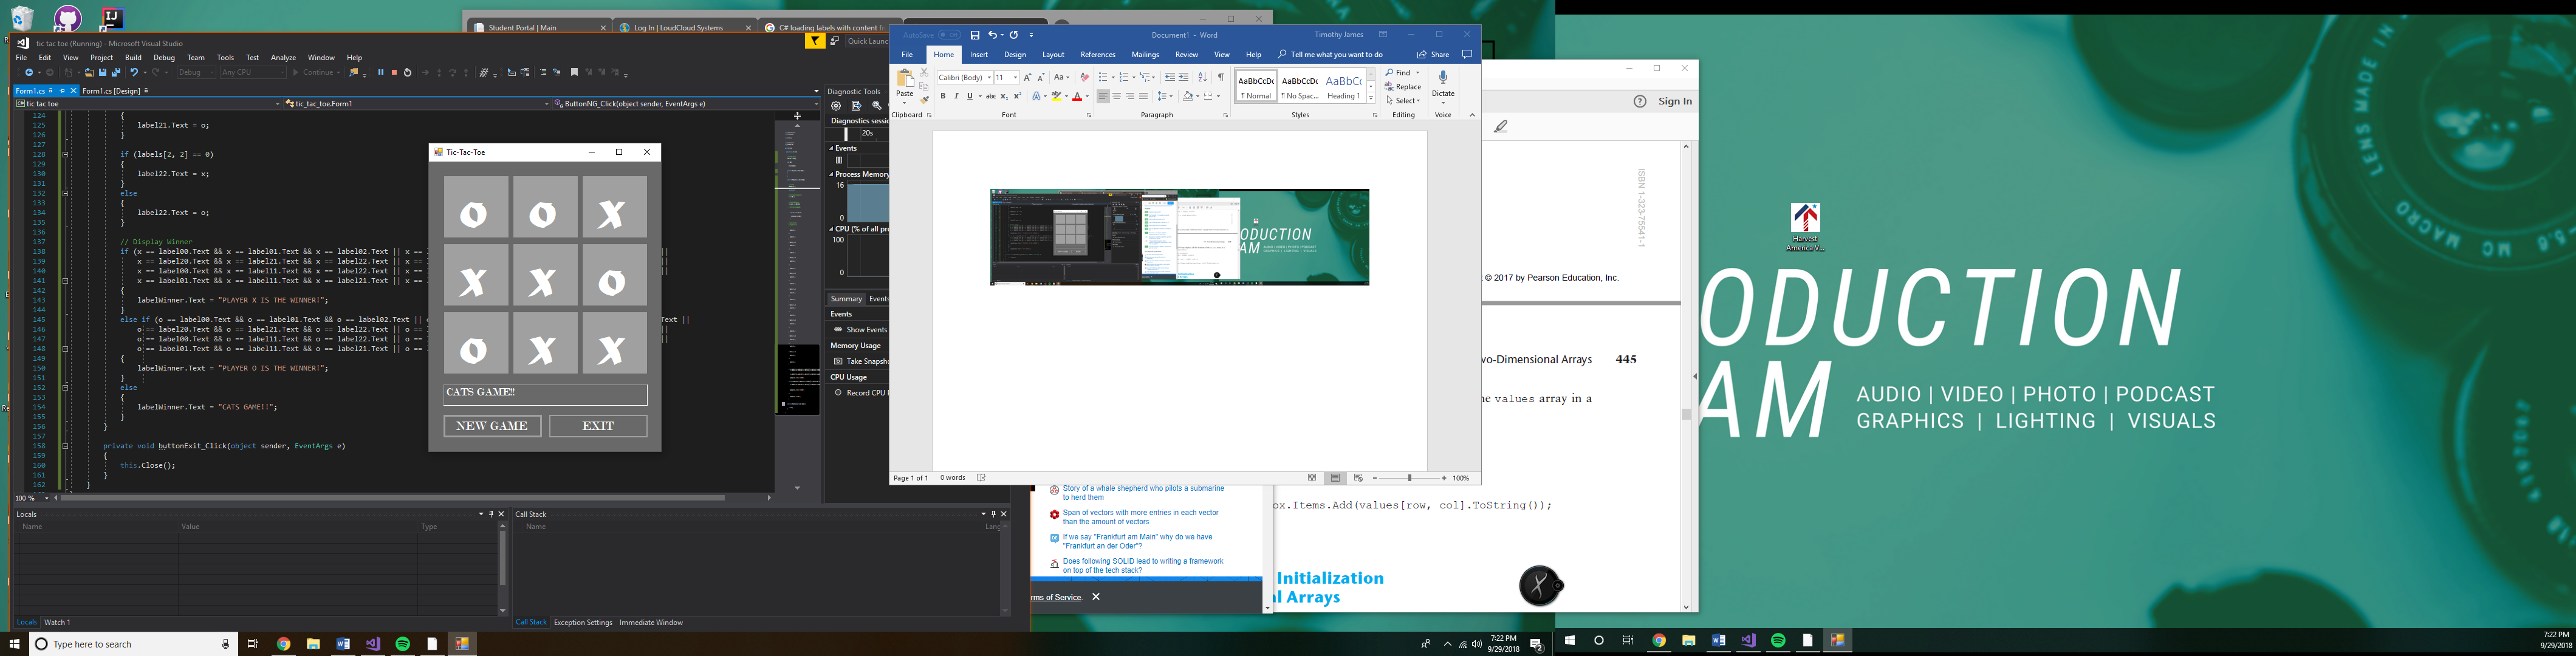 Student Portal | Main
Log In | LoudCloud Systems
C# loading labels with content f
tic tac toe (Running) - Microsoft Visual Studio
Quick Launc
File Edit View Project Build Debug Team Tools Test Analyze Window Help
Debug Any CPU Continue
Form1.cs Form1.cs [Design]
tic tac toe tic_tac_toe.Form1 ButtonNG_Click(object sender, EventArgs e)
124 {
125 label21.Text = o;
126 }
127
128 if (labels[2, 2] == 0)
129 {
130 label22.Text = x;
131 }
132 else
133 {
134 label22.Text = o;
135 }
136
137 // Display Winner
138 if (x == label00.Text && x == label01.Text && x == label02.Text || x ==
139 x == label20.Text && x == label21.Text && x == label22.Text || x ==
140 x == label00.Text && x == label11.Text && x == label22.Text || x ==
141 x == label01.Text && x == label11.Text && x == label21.Text || x ==
142 {
143 labelWinner.Text = "PLAYER X IS THE WINNER!";
144 }
145 else if (o == label00.Text && o == label01.Text && o == label02.Text || Text ||
146 o == label20.Text && o == label21.Text && o == label22.Text || o ==
147 o == label00.Text && o == label11.Text && o == label22.Text || o ==
148 o == label01.Text && o == label11.Text && o == label21.Text || o ==
149 {
150 labelWinner.Text = "PLAYER O IS THE WINNER!";
151 }
152 else
153 {
154 labelWinner.Text = "CATS GAME!!";
155 }
156 }
157
158 private void buttonExit_Click(object sender, EventArgs e)
159 {
160 this.Close();
161 }
162 }
100 %
Tic-Tac-Toe
O O X
X X O
O X X
CATS GAME!!
NEW GAME EXIT
Diagnostic Tools
Diagnostics sessi
20s
Events
Process Memory
16
0
CPU (% of all pro
100
0
Summary Events
Events
Show Events
Memory Usage
Take Snapsho
CPU Usage
Record CPU
Locals
Name Value Type
Locals Watch 1
Call Stack
Name Lang
Call Stack Exception Settings Immediate Window
AutoSave Off
Document1 - Word
Timothy James
File Home Insert Design Layout References Mailings Review View Help Tell me what you want to do Share
Paste
Calibri (Body) 11
AaBbCcDc AaBbCcDc AaBbCc
¶ Normal ¶ No Spac... Heading 1
Find
Replace
Select
Dictate
Clipboard Font Paragraph Styles Editing Voice
Page 1 of 1 0 words
100%
Story of a whale shepherd who pilots a submarine
to herd them
Span of vectors with more entries in each vector
than the amount of vectors
If we say "Frankfurt am Main" why do we have
"Frankfurt an der Oder"?
Does following SOLID lead to writing a framework
on top of the tech stack?
rms of Service.
Sign In
ISBN 1-323-75541-1
© 2017 by Pearson Education, Inc.
wo-Dimensional Arrays 445
values array in a
ox.Items.Add(values[row, col].ToString());
Initialization
al Arrays
Harvest
America V...
LENS MADE IN
MACRO
ODUCTION
AM
AUDIO | VIDEO | PHOTO | PODCAST
GRAPHICS | LIGHTING | VISUALS
Type here to search
7:22 PM
9/29/2018
2
7:22 PM
9/29/2018